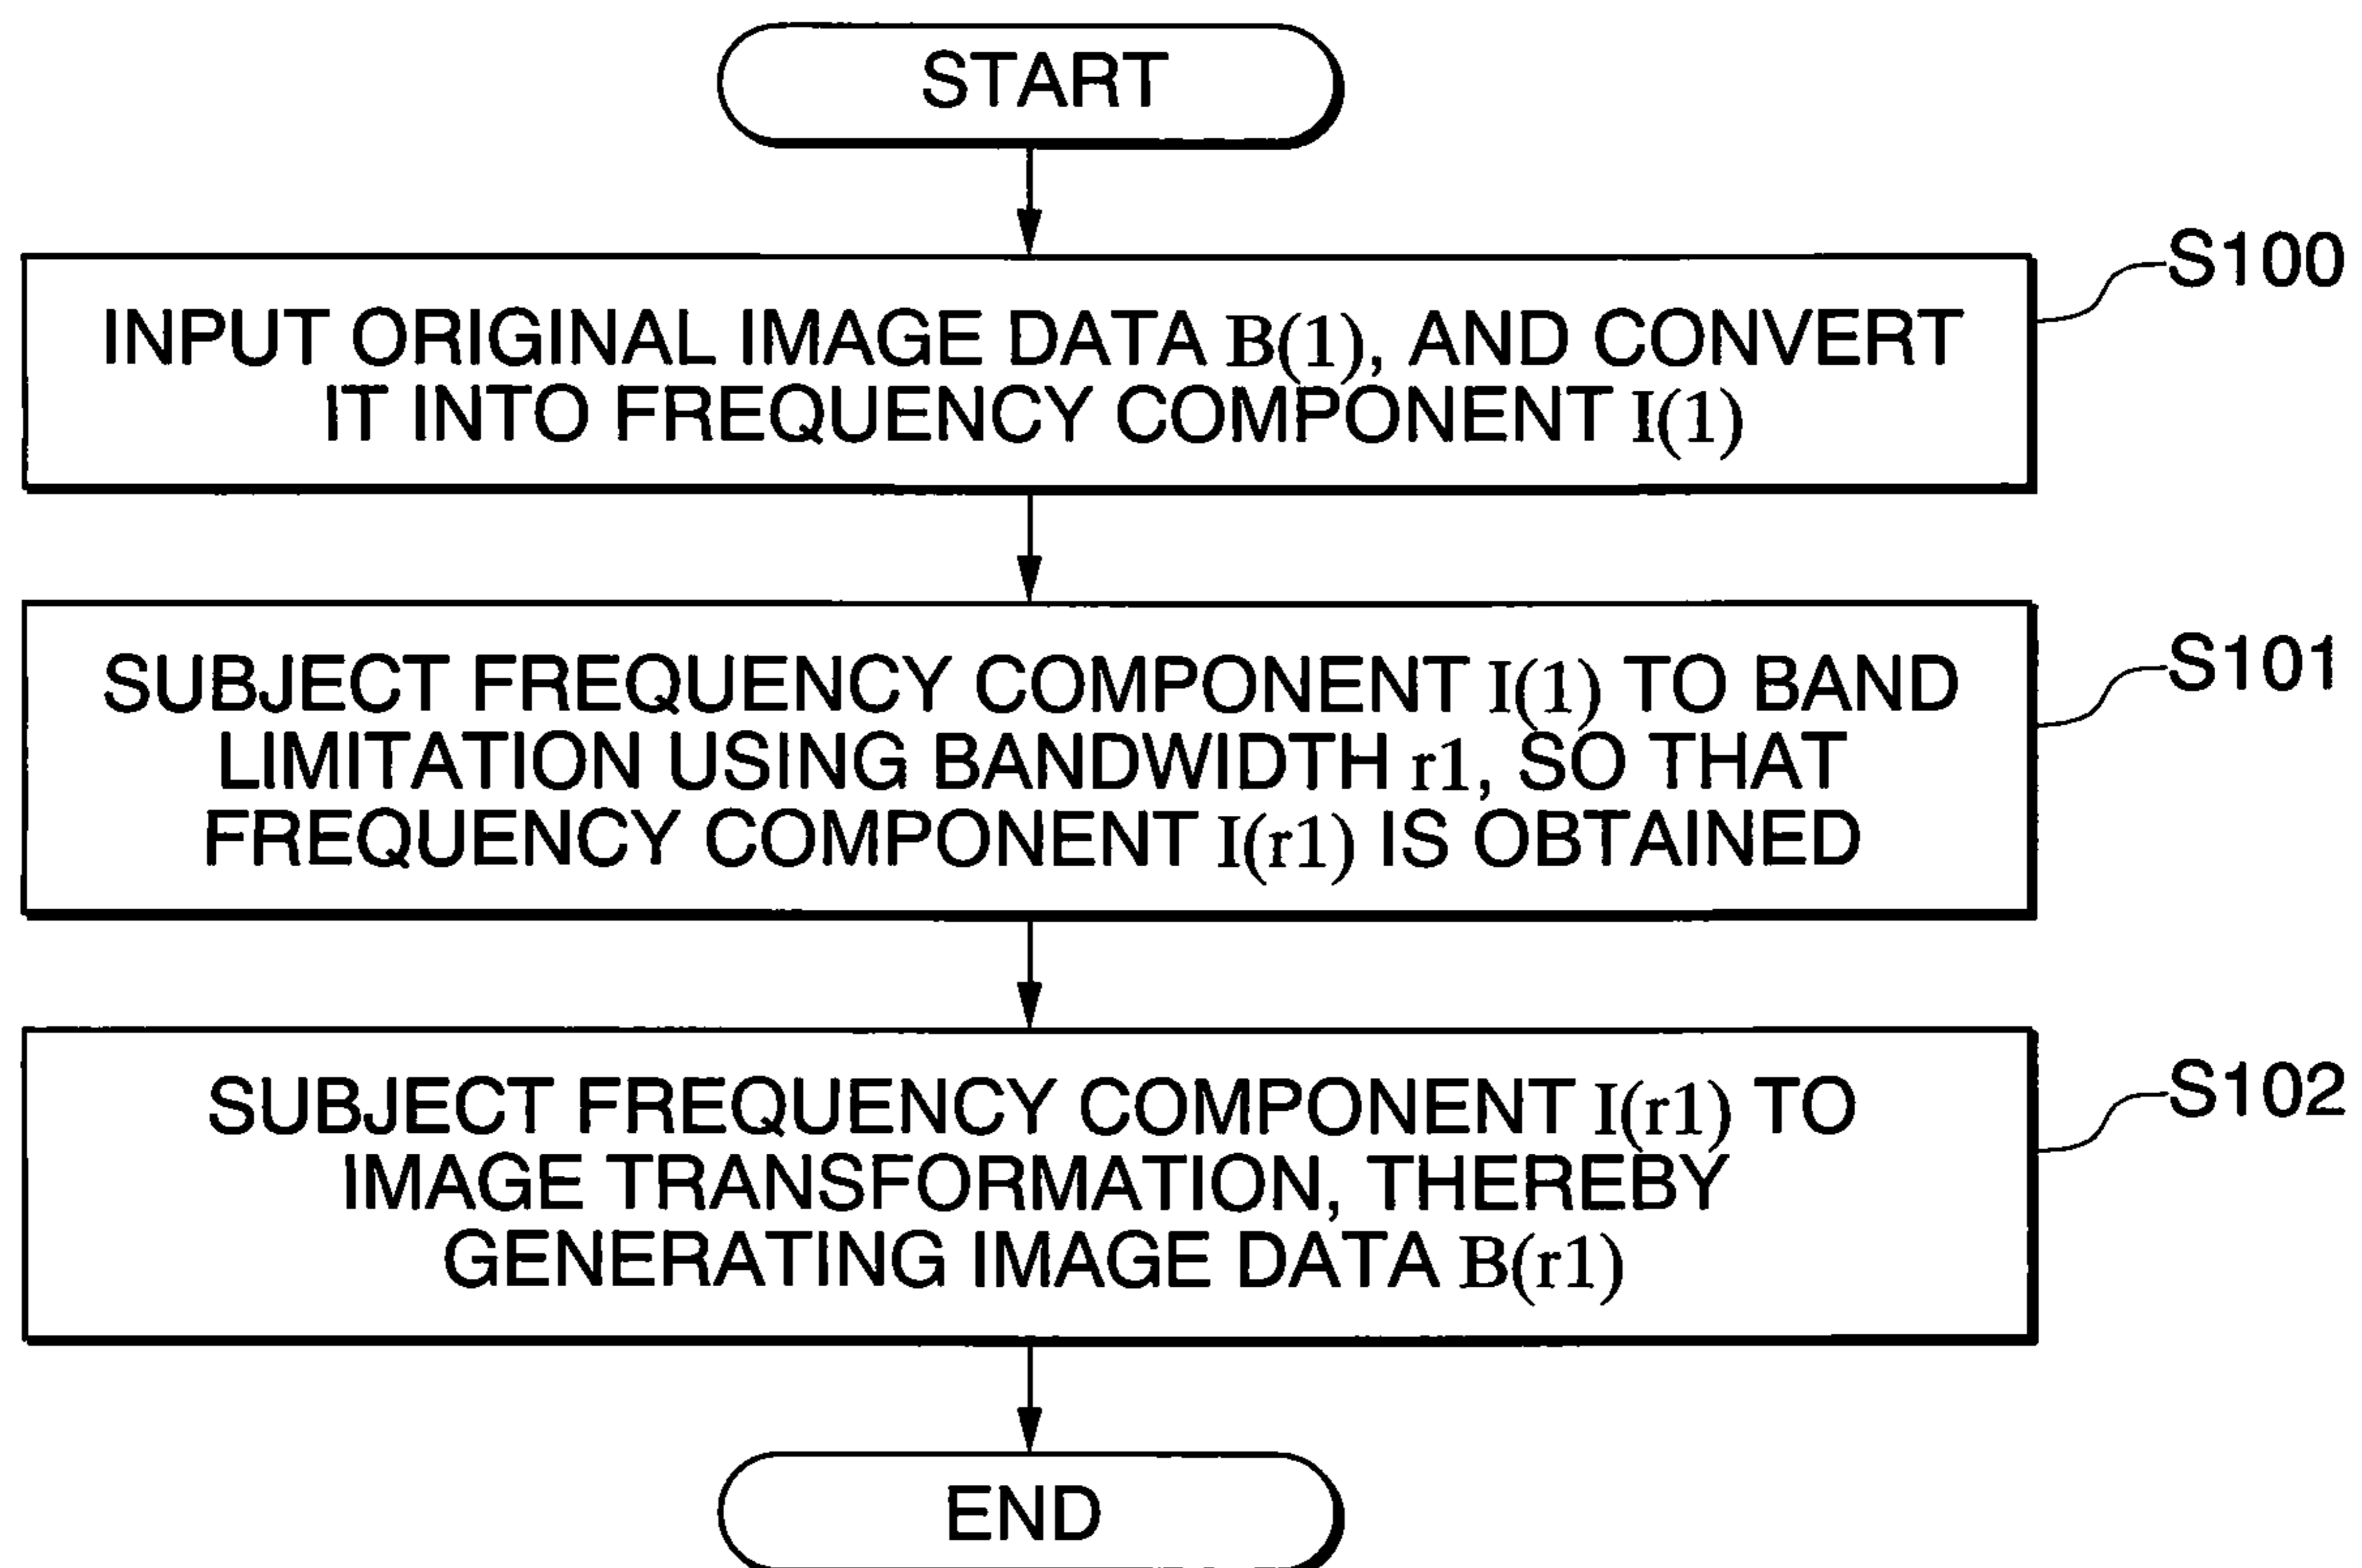 START
S100
INPUT ORIGINAL IMAGE DATA B(1), AND CONVERT
IT INTO FREQUENCY COMPONENT I(1)
S101
SUBJECT FREQUENCY COMPONENT I(1) TO BAND
LIMITATION USING BANDWIDTH r1, SO THAT
FREQUENCY COMPONENT I(r1) IS OBTAINED
S102
SUBJECT FREQUENCY COMPONENT I(r1) TO
IMAGE TRANSFORMATION, THEREBY
GENERATING IMAGE DATA B(r1)
END